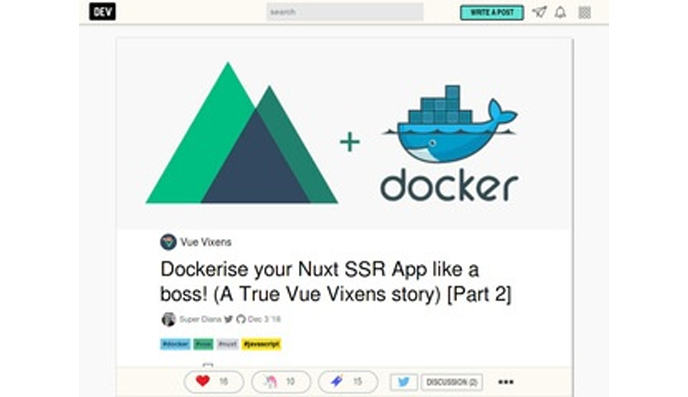 DEV
search
WRITE A POST
+
docker
Vue Vixens
Dockerise your Nuxt SSR App like a
boss! (A True Vue Vixens story) [Part 2]
Super Diana Dec 3 '18
#docker #vue #nuxt #javascript
16 10 15 DISCUSSION (2) •••